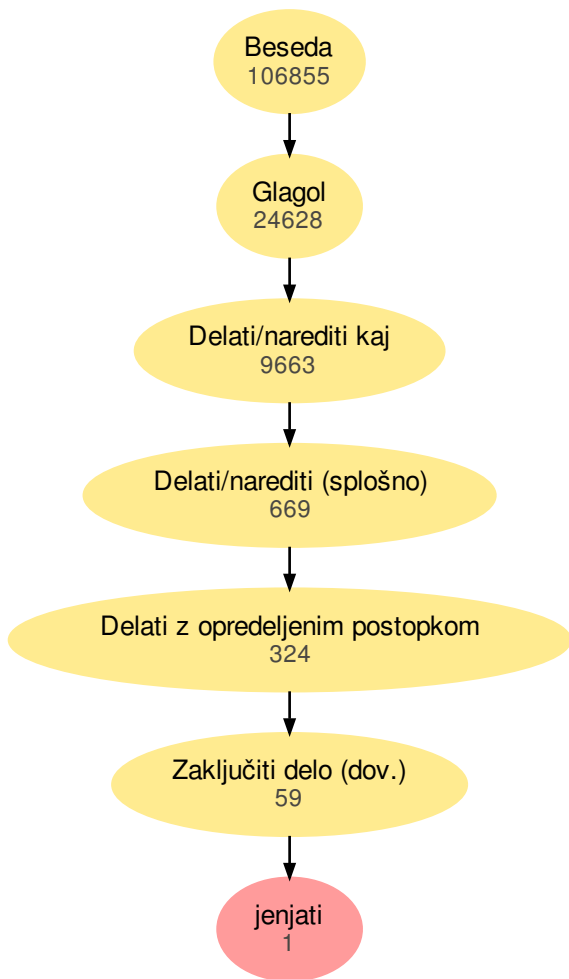 Beseda
106855
Glagol
24628
Delati/narediti kaj
9663
Delati/narediti (splošno)
669
Delati z opredeljenim postopkom
324
Zaključiti delo (dov.)
59
jenjati
1